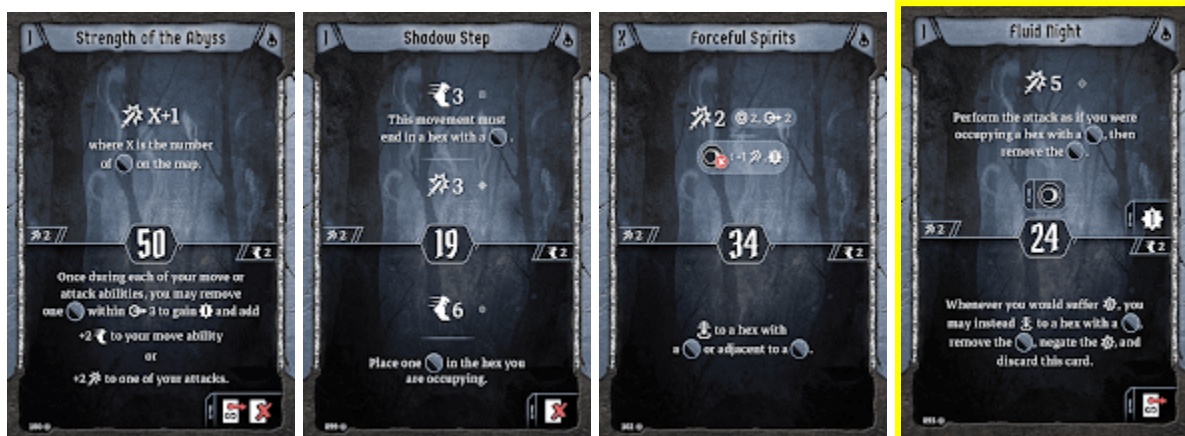 I
Strength of the Abyss
X+1
where X is the number
of on the map.
2
50
2
Once during each of your move or
attack abilities, you may remove
one within 3 to gain and add
+2 to your move ability
or
+2 to one of your attacks.
I
Shadow Step
3
This movement must
end in a hex with a .
3
2
19
2
6
Place one in the hex you
are occupying.
X
Forceful Spirits
2 2, 2
: -1 ,
2
34
2
to a hex with
a or adjacent to a .
I
Fluid Night
5
Perform the attack as if you were
occupying a hex with a , then
remove the .
2
24
2
Whenever you would suffer , you
may instead to a hex with a ,
remove the , negate the , and
discard this card.